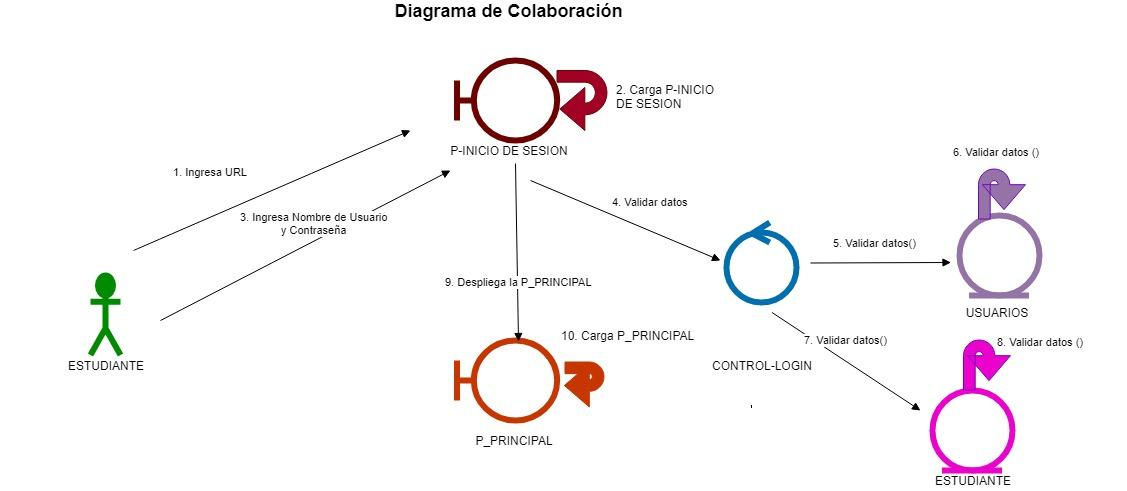 Diagrama de Colaboración
2. Carga P-INICIO
DE SESION
P-INICIO DE SESION
1. Ingresa URL
3. Ingresa Nombre de Usuario
y Contraseña
4. Validar datos
6. Validar datos ()
5. Validar datos()
USUARIOS
9. Despliega la P_PRINCIPAL
10. Carga P_PRINCIPAL
7. Validar datos()
8. Validar datos ()
ESTUDIANTE
CONTROL-LOGIN
P_PRINCIPAL
ESTUDIANTE